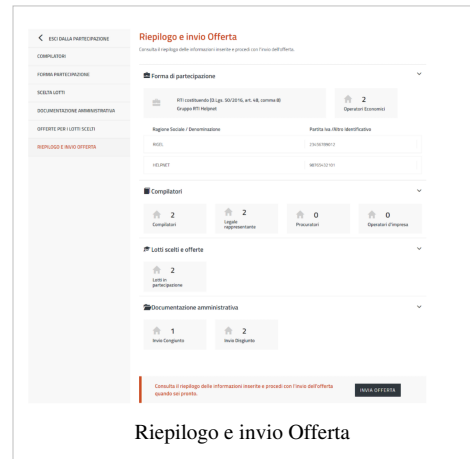 ESCI DALLA PARTECIPAZIONE
COMPILATORI
FORMA PARTECIPAZIONE
SCELTA LOTTI
DOCUMENTAZIONE AMMINISTRATIVA
OFFERTE PER I LOTTI SCELTI
RIEPILOGO E INVIO OFFERTA
Riepilogo e invio Offerta
Consulta il riepilogo delle informazioni inserite e procedi con l'invio dell'offerta.
Forma di partecipazione
RTI costituendo (D.Lgs. 50/2016, art. 48, comma 8)
Gruppo RTI Helpnet
2
Operatori Economici
Ragione Sociale / Denominazione
Partita Iva /Altro Identificativo
RIGEL
HELPNET
Compilatori
2
Compilatori
2
Legale
rappresentante
0
Procuratori
0
Operatori d'impresa
Lotti scelti e offerte
2
Lotti in
partecipazione
Documentazione amministrativa
1
Invio Congiunto
2
Invio Disgiunto
Consulta il riepilogo delle informazioni inserite e procedi con l'invio dell'offerta
quando sei pronto.
INVIA OFFERTA
Riepilogo e invio Offerta